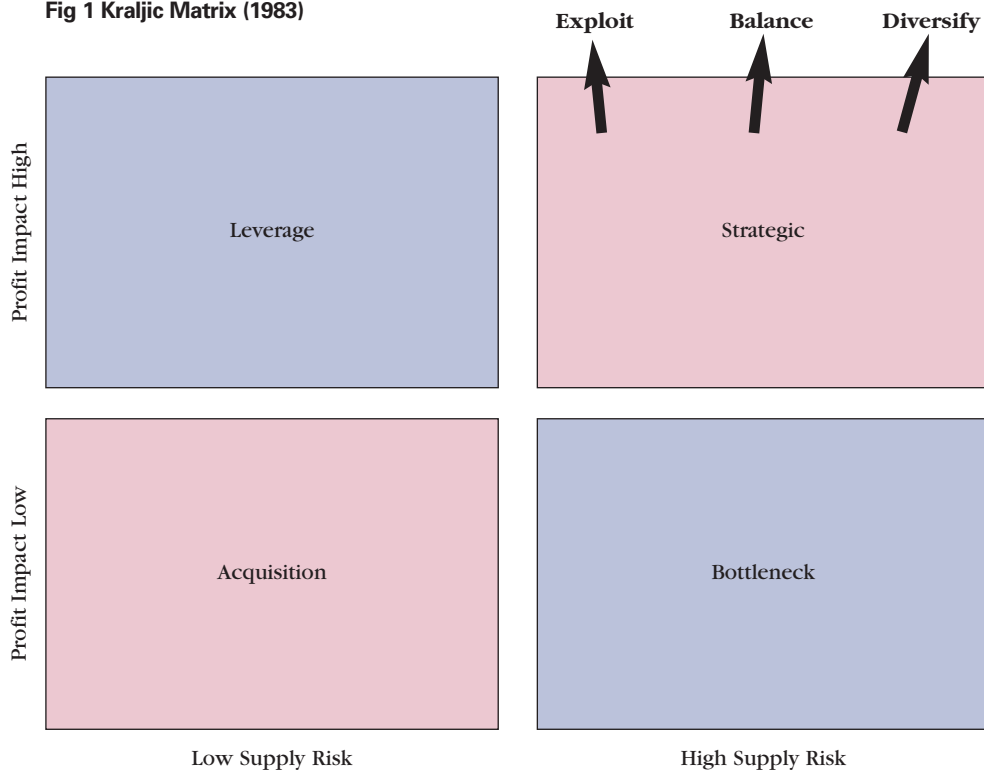 Fig 1 Kraljic Matrix (1983)
Exploit
Balance
Diversify
Profit Impact High
Leverage
Strategic
Profit Impact Low
Acquisition
Bottleneck
Low Supply Risk
High Supply Risk